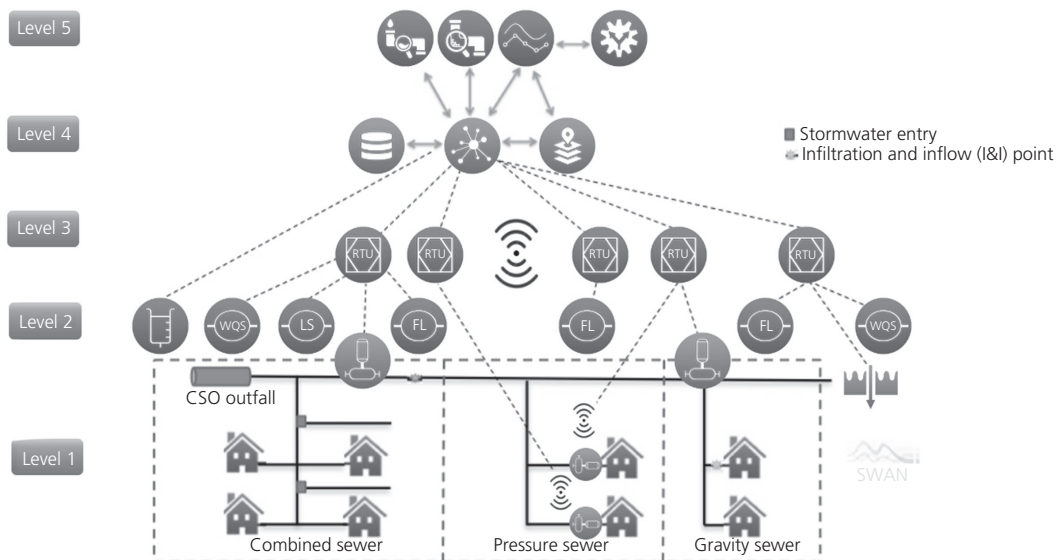 Level 5
Level 4
Stormwater entry
Infiltration and inflow (I&I) point
Level 3
RTU
RTU
RTU
RTU
RTU
Level 2
WQS
LS
FL
FL
FL
WQS
CSO outfall
Level 1
SWAN
Combined sewer
Pressure sewer
Gravity sewer